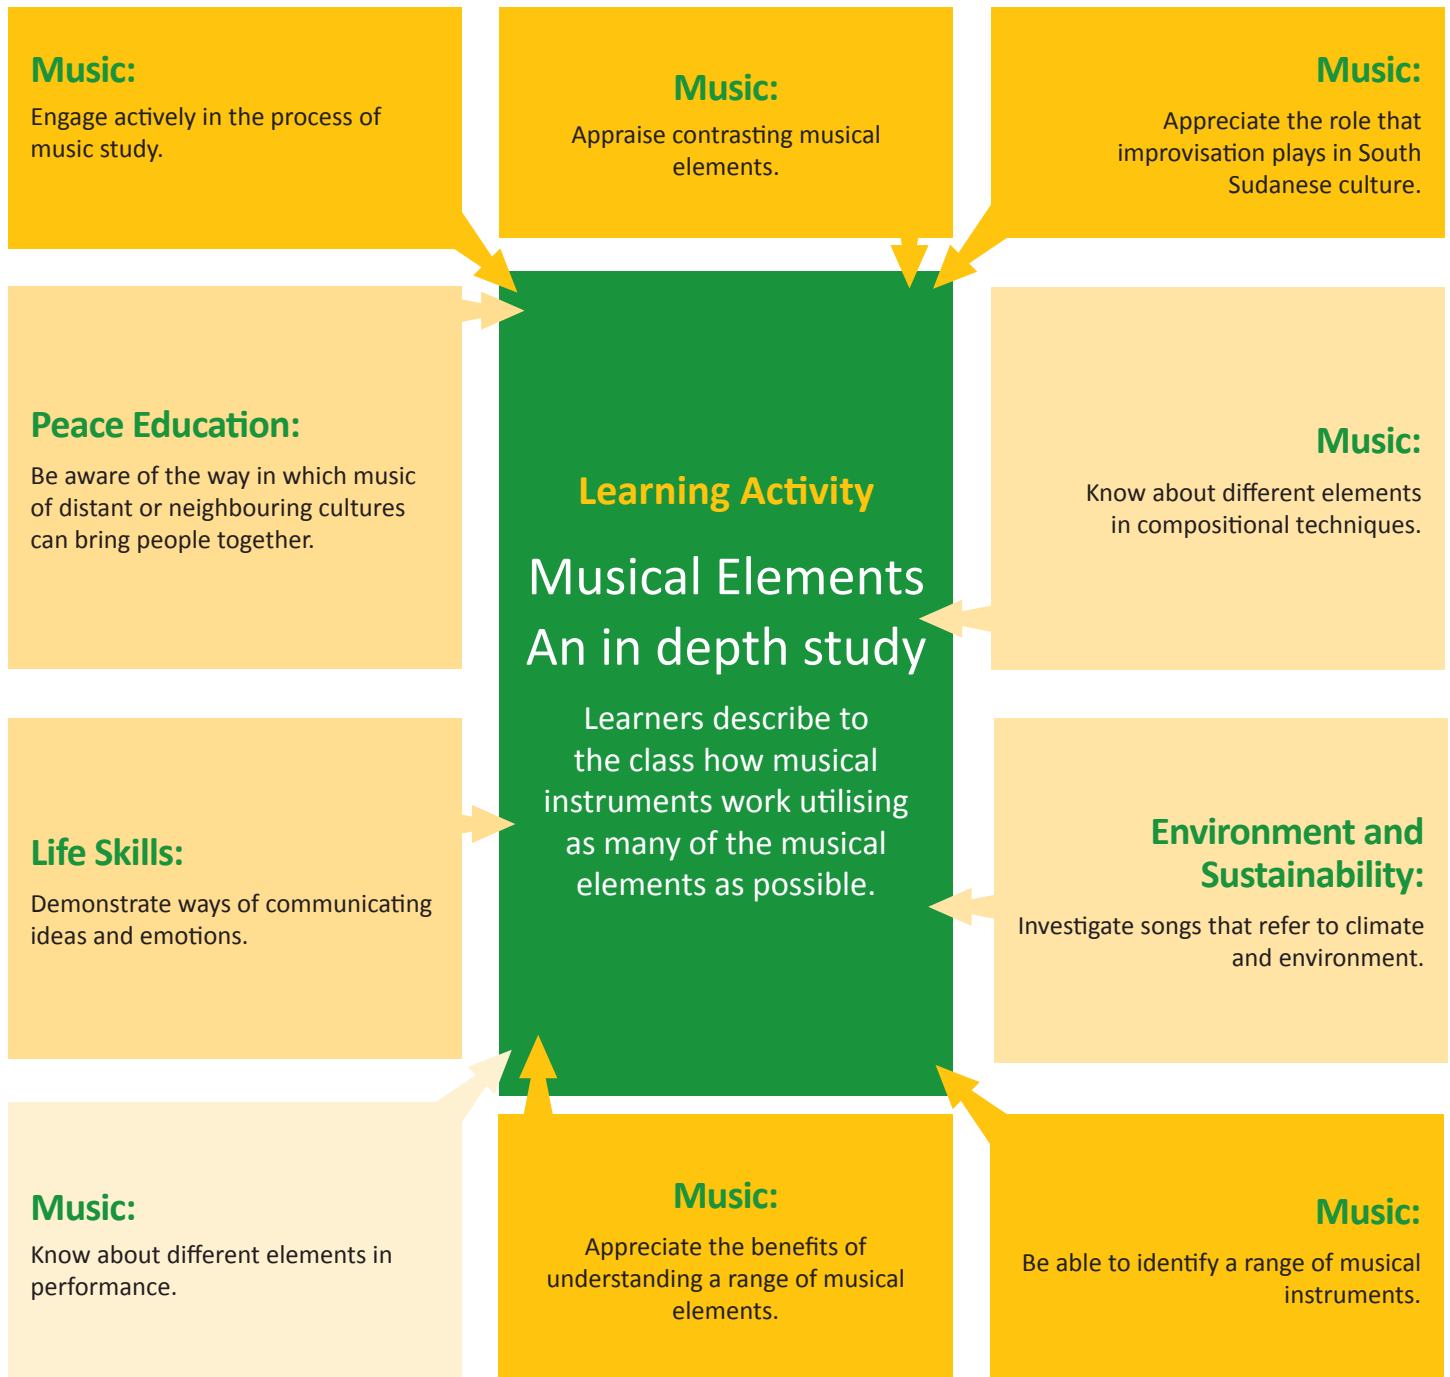 Music:
Engage actively in the process of
music study.
Music:
Appraise contrasting musical
elements.
Music:
Appreciate the role that
improvisation plays in South
Sudanese culture.
Peace Education:
Be aware of the way in which music
of distant or neighbouring cultures
can bring people together.
Learning Activity
Musical Elements
An in depth study
Learners describe to
the class how musical
instruments work utilising
as many of the musical
elements as possible.
Music:
Know about different elements
in compositional techniques.
Life Skills:
Demonstrate ways of communicating
ideas and emotions.
Environment and
Sustainability:
Investigate songs that refer to climate
and environment.
Music:
Know about different elements in
performance.
Music:
Appreciate the benefits of
understanding a range of musical
elements.
Music:
Be able to identify a range of musical
instruments.